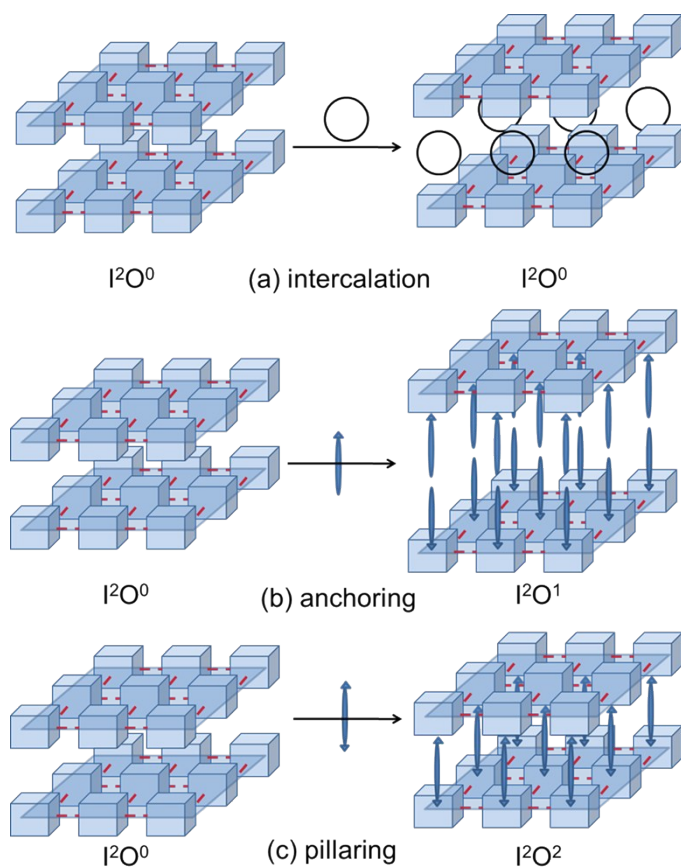 I²O⁰ (a) intercalation I²O⁰
I²O⁰ (b) anchoring I²O¹
I²O⁰ (c) pillaring I²O²